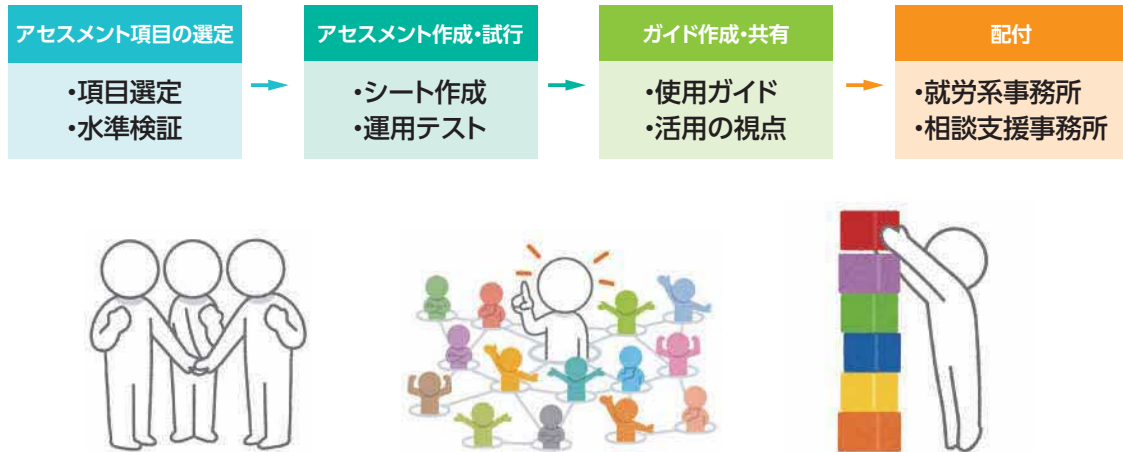 アセスメント項目の選定
・項目選定
・水準検証
アセスメント作成・試行
・シート作成
・運用テスト
ガイド作成・共有
・使用ガイド
・活用の視点
配付
・就労系事務所
・相談支援事務所